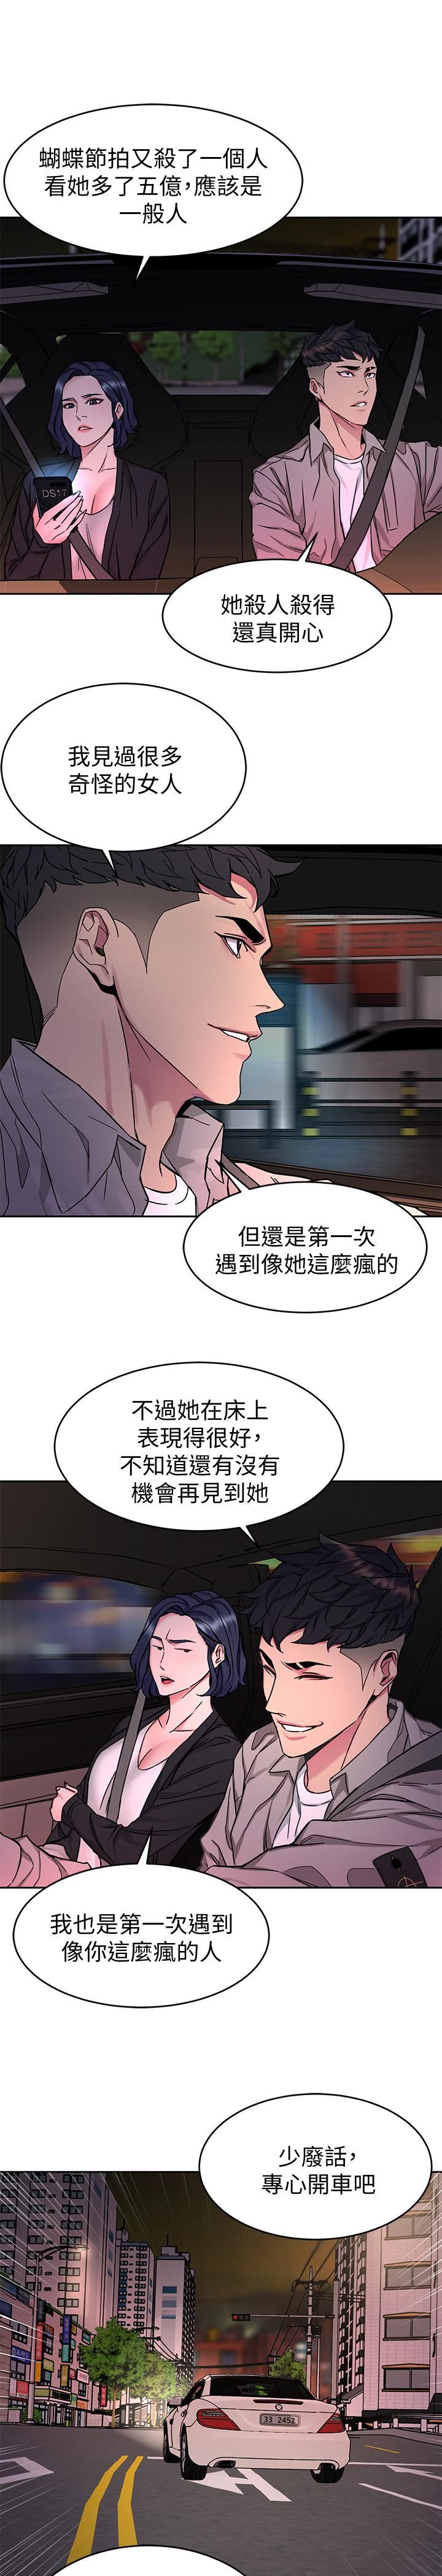 蝴蝶節拍又殺了一個人
看她多了五億,應該是
一般人
DS17
她殺人殺得
還真開心
我見過很多
奇怪的女人
但還是第一次
遇到像她這麼瘋的
不過她在床上
表現得很好,
不知道還有沒有
機會再見到她
我也是第一次遇到
像你這麼瘋的人
少廢話,
專心開車吧
33 2452